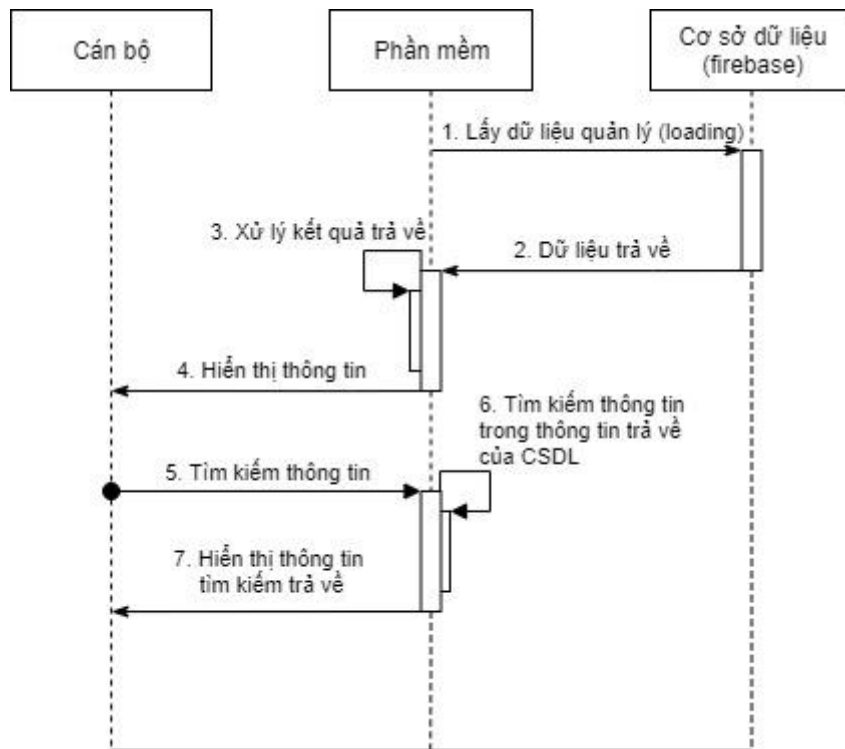 Cán bộ
Phần mềm
Cơ sở dữ liệu
(firebase)
1. Lấy dữ liệu quản lý (loading)
3. Xử lý kết quả trả về
2. Dữ liệu trả về
4. Hiển thị thông tin
6. Tìm kiếm thông tin
trong thông tin trả về
của CSDL
5. Tìm kiếm thông tin
7. Hiển thị thông tin
tìm kiếm trả về